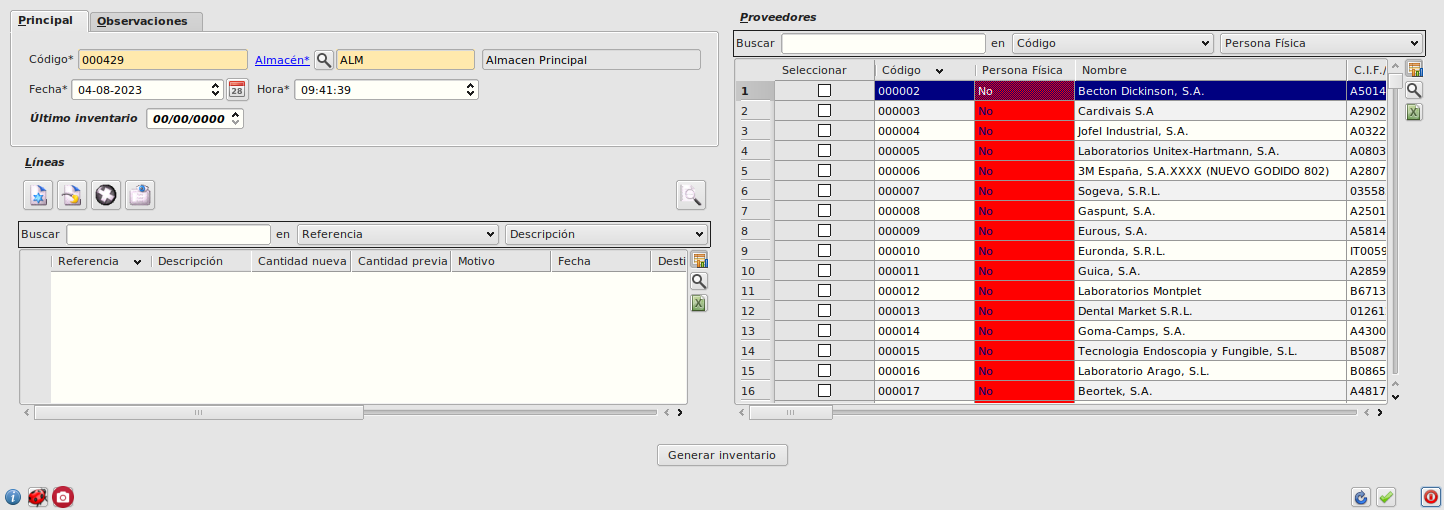 Principal Observaciones
Código* 000429 Almacén* ALM Almacen Principal
Fecha* 04-08-2023 28 Hora* 09:41:39
Último inventario 00/00/0000
Líneas
Buscar en Referencia Descripción
Referencia Descripción Cantidad nueva Cantidad previa Motivo Fecha Desti
Proveedores
Buscar en Código Persona Física
Seleccionar Código Persona Física Nombre C.I.F./
1 000002 No Becton Dickinson, S.A. A5014
2 000003 No Cardivais S.A A2902
3 000004 No Jofel Industrial, S.A. A0322
4 000005 No Laboratorios Unitex-Hartmann, S.A. A0803
5 000006 No 3M España, S.A.XXXX (NUEVO GODIDO 802) A2807
6 000007 No Sogeva, S.R.L. 03558
7 000008 No Gaspunt, S.A. A2501
8 000009 No Eurous, S.A. A5814
9 000010 No Euronda, S.R.L. IT0059
10 000011 No Guica, S.A. A2859
11 000012 No Laboratorios Montplet B6713
12 000013 No Dental Market S.R.L. 01261
13 000014 No Goma-Camps, S.A. A4300
14 000015 No Tecnologia Endoscopia y Fungible, S.L. B5087
15 000016 No Laboratorio Arago, S.L. B0865
16 000017 No Beortek, S.A. A4817
Generar inventario